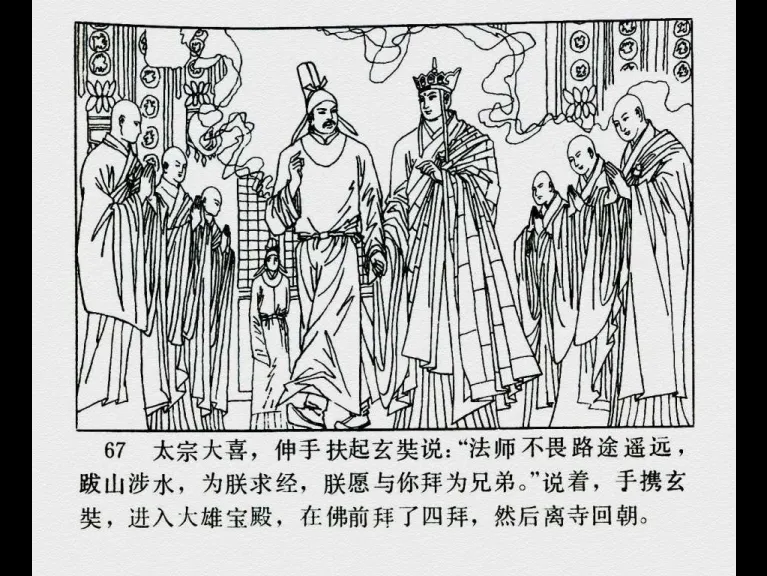 67 太宗大喜，伸手扶起玄奘说：“法师不畏路途遥远，
跋山涉水，为朕求经，朕愿与你拜为兄弟。”说着，手携玄
奘，进入大雄宝殿，在佛前拜了四拜，然后离寺回朝。